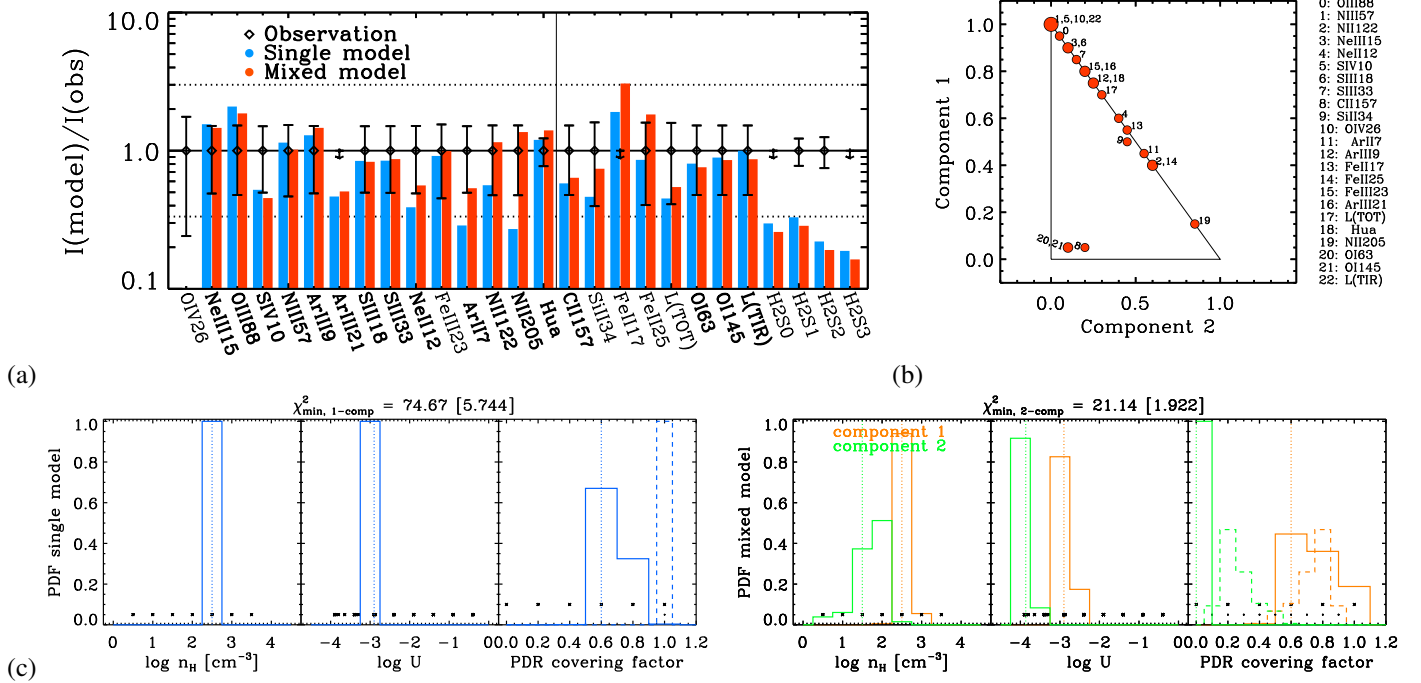 10.0
1.0
0.1
I(model)/I(obs)
Observation
Single model
Mixed model
OIV26
NeIII15
OIII88
SIV10
NIII57
ArIII9
ArIII21
SIII18
SIII33
NeII12
FeIII23
ArII7
NII122
NII205
Hua
CII157
SiII34
FeII17
FeII25
L(TOT)
OI63
OI145
L(TIR)
H2S0
H2S1
H2S2
H2S3
(a)
1.0
0.8
0.6
0.4
0.2
0.0
Component 1
1,5,10,22
0
3,6
7
15,16
12,18
17
4
13
9
11
2,14
19
20,21
8
0.0 0.5 1.0
Component 2
0: OIII88
1: NIII57
2: NII122
3: NeIII15
4: NeII12
5: SIV10
6: SIII18
7: SIII33
8: CII157
9: SiII34
10: OIV26
11: ArII7
12: ArIII9
13: FeII17
14: FeII25
15: FeIII23
16: ArIII21
17: L(TOT)
18: Hua
19: NII205
20: OI63
21: OI145
22: L(TIR)
(b)
χ²min, 1-comp = 74.67 [5.744]
PDF single model
1.0
0.8
0.6
0.4
0.2
0.0
0 1 2 3 4
log nH [cm⁻³]
−4 −3 −2 −1
log U
0.0 0.2 0.4 0.6 0.8 1.0 1.2
PDR covering factor
χ²min, 2-comp = 21.14 [1.922]
component 1
component 2
PDF mixed model
1.0
0.8
0.6
0.4
0.2
0.0
0 1 2 3 4
log nH [cm⁻³]
−4 −3 −2 −1
log U
0.0 0.2 0.4 0.6 0.8 1.0 1.2
PDR covering factor
(c)